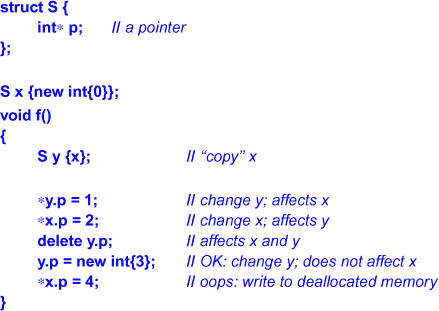 struct S {
int∗ p; // a pointer
};
S x {new int{0}};
void f()
{
S y {x}; // “copy” x
∗y.p = 1; // change y; affects x
∗x.p = 2; // change x; affects y
delete y.p; // affects x and y
y.p = new int{3}; // OK: change y; does not affect x
∗x.p = 4; // oops: write to deallocated memory
}